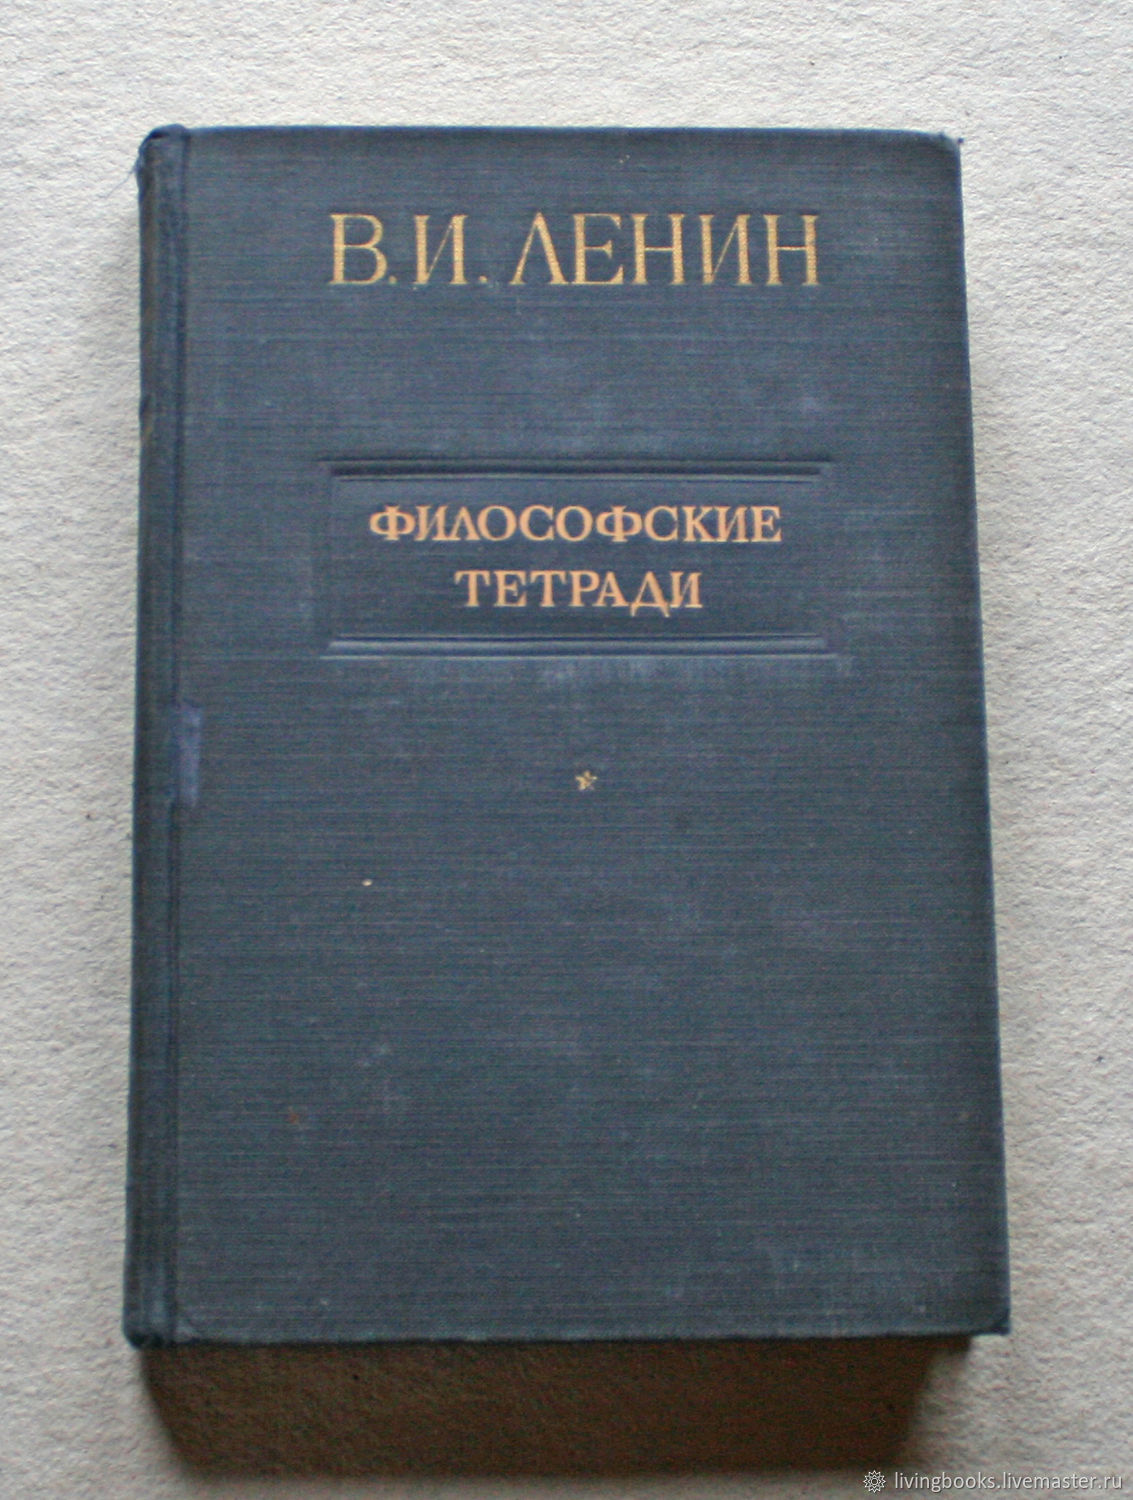 В. И. ЛЕНИН
ФИЛОСОФСКИЕ
ТЕТРАДИ
livingbooks.livemaster.ru